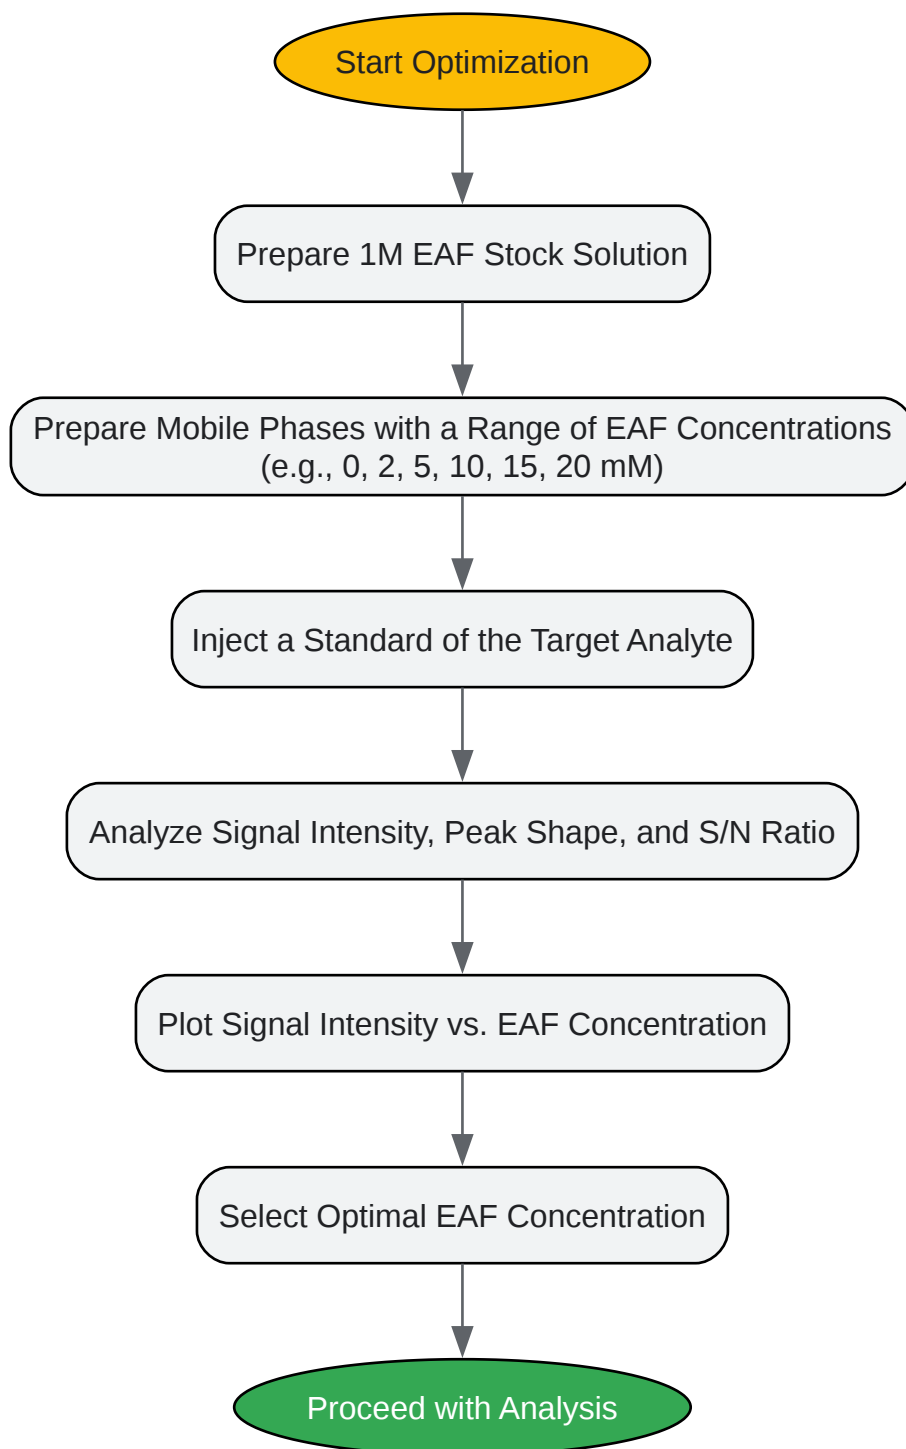 Start Optimization
Prepare 1M EAF Stock Solution
Prepare Mobile Phases with a Range of EAF Concentrations
(e.g., 0, 2, 5, 10, 15, 20 mM)
Inject a Standard of the Target Analyte
Analyze Signal Intensity, Peak Shape, and S/N Ratio
Plot Signal Intensity vs. EAF Concentration
Select Optimal EAF Concentration
Proceed with Analysis